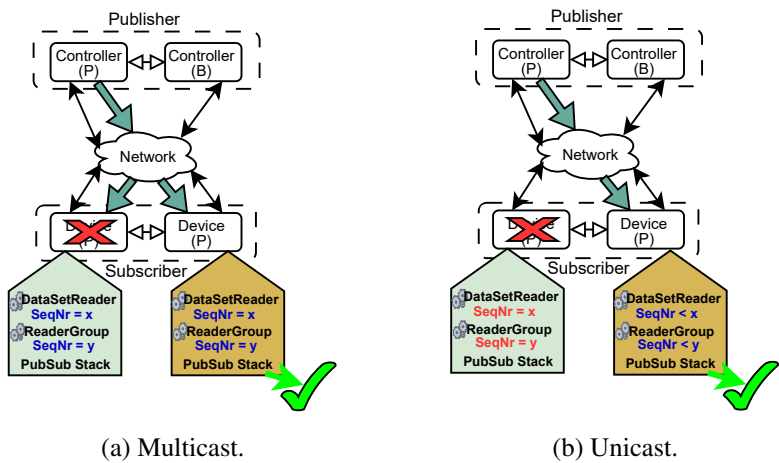 Publisher
Controller
(P)
Controller
(B)
Network
Device
(P)
Device
(P)
Subscriber
DataSetReader
SeqNr = x
ReaderGroup
SeqNr = y
PubSub Stack
DataSetReader
SeqNr = x
ReaderGroup
SeqNr = y
PubSub Stack
(a) Multicast.
Publisher
Controller
(P)
Controller
(B)
Network
Device
(P)
Device
(P)
Subscriber
DataSetReader
SeqNr = x
ReaderGroup
SeqNr = y
PubSub Stack
DataSetReader
SeqNr < x
ReaderGroup
SeqNr < y
PubSub Stack
(b) Unicast.